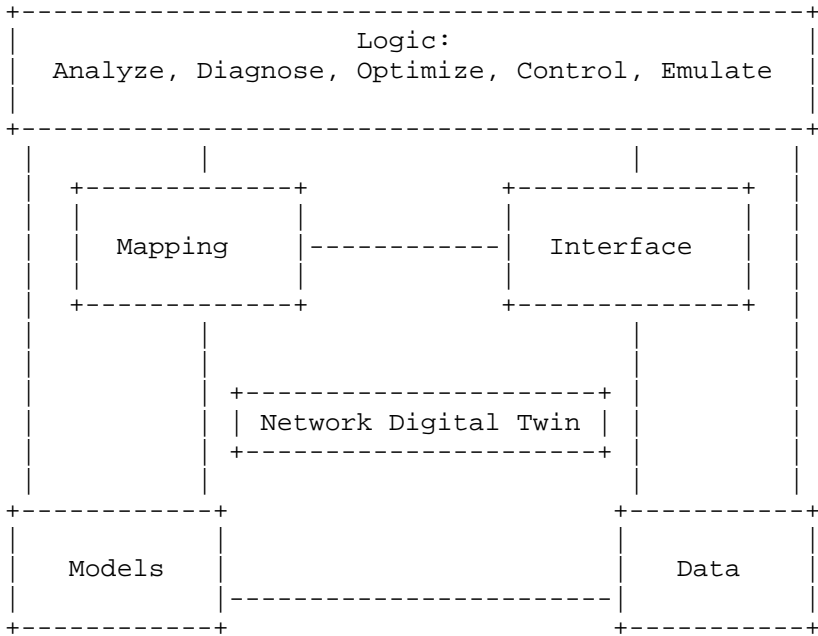 Logic:
Analyze, Diagnose, Optimize, Control, Emulate
Mapping Interface
Network Digital Twin
Models Data